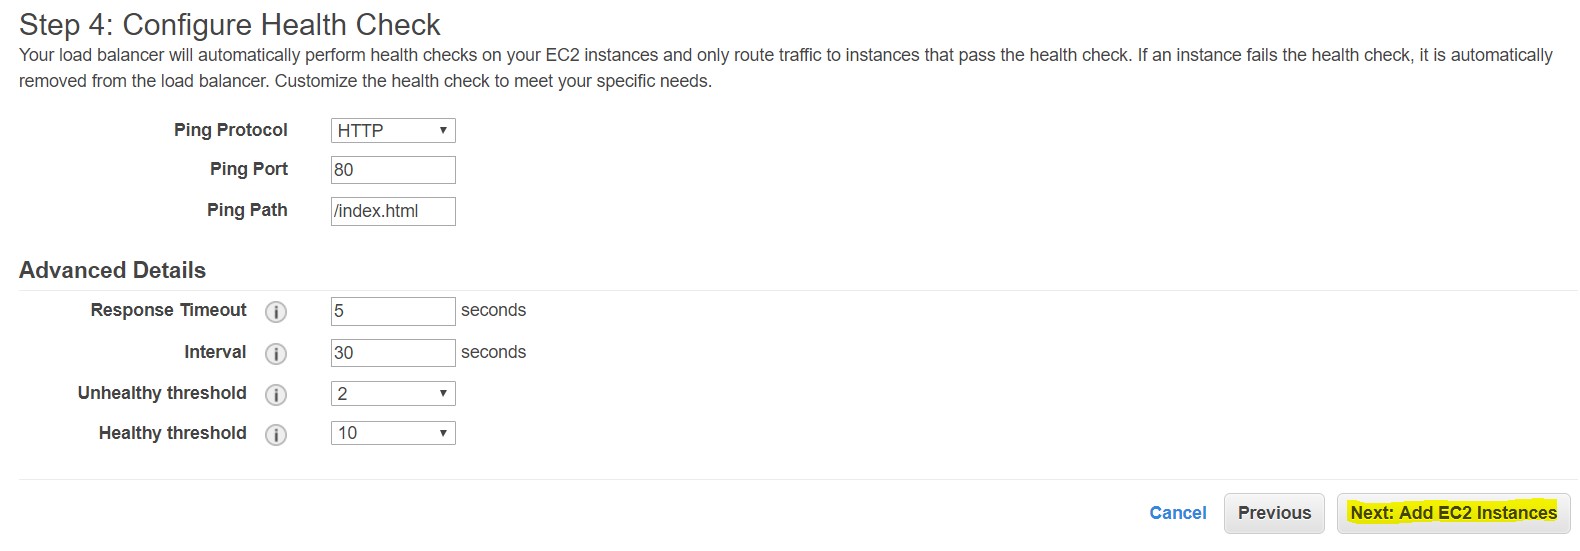 Step 4: Configure Health Check
Your load balancer will automatically perform health checks on your EC2 instances and only route traffic to instances that pass the health check. If an instance fails the health check, it is automatically
removed from the load balancer. Customize the health check to meet your specific needs.
Ping Protocol HTTP
Ping Port 80
Ping Path /index.html
Advanced Details
Response Timeout i 5 seconds
Interval i 30 seconds
Unhealthy threshold i 2
Healthy threshold i 10
Cancel Previous Next: Add EC2 Instances